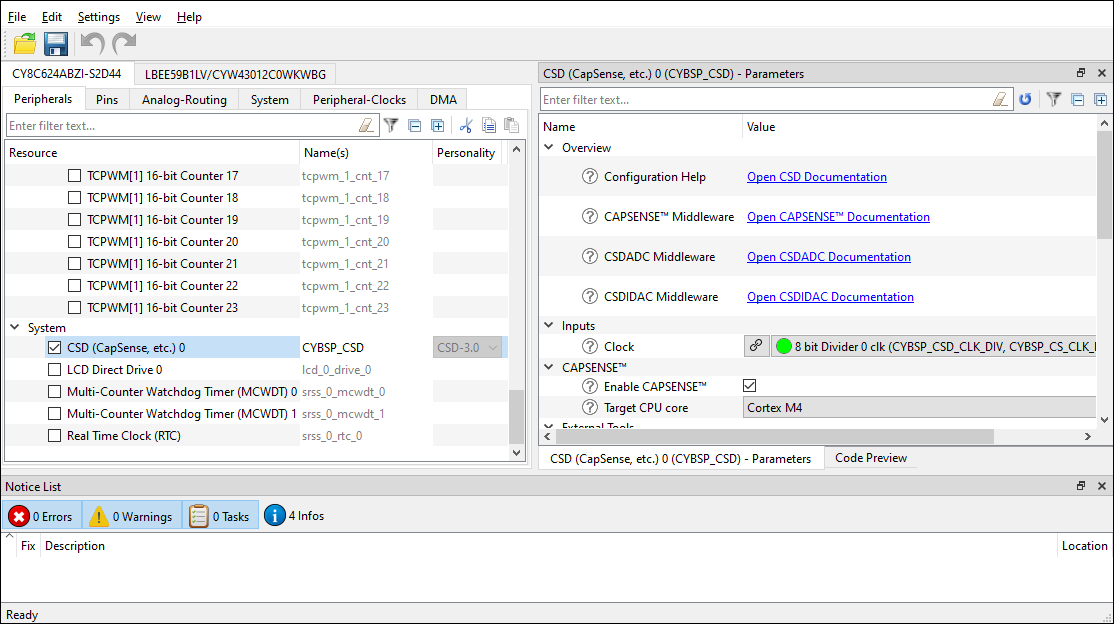 File Edit Settings View Help
CY8C624ABZI-S2D44 LBEE59B1LV/CYW43012C0WKWBG
Peripherals Pins Analog-Routing System Peripheral-Clocks DMA
Enter filter text...
Resource Name(s) Personality
TCPWM[1] 16-bit Counter 17 tcpwm_1_cnt_17
TCPWM[1] 16-bit Counter 18 tcpwm_1_cnt_18
TCPWM[1] 16-bit Counter 19 tcpwm_1_cnt_19
TCPWM[1] 16-bit Counter 20 tcpwm_1_cnt_20
TCPWM[1] 16-bit Counter 21 tcpwm_1_cnt_21
TCPWM[1] 16-bit Counter 22 tcpwm_1_cnt_22
TCPWM[1] 16-bit Counter 23 tcpwm_1_cnt_23
System
CSD (CapSense, etc.) 0 CYBSP_CSD CSD-3.0
LCD Direct Drive 0 lcd_0_drive_0
Multi-Counter Watchdog Timer (MCWDT) 0 srss_0_mcwdt_0
Multi-Counter Watchdog Timer (MCWDT) 1 srss_0_mcwdt_1
Real Time Clock (RTC) srss_0_rtc_0
CSD (CapSense, etc.) 0 (CYBSP_CSD) - Parameters
Enter filter text...
Name Value
Overview
Configuration Help Open CSD Documentation
CAPSENSE™ Middleware Open CAPSENSE™ Documentation
CSDADC Middleware Open CSDADC Documentation
CSDIDAC Middleware Open CSDIDAC Documentation
Inputs
Clock 8 bit Divider 0 clk (CYBSP_CSD_CLK_DIV, CYBSP_CS_CLK_
CAPSENSE™
Enable CAPSENSE™
Target CPU core Cortex M4
External Tools
CSD (CapSense, etc.) 0 (CYBSP_CSD) - Parameters Code Preview
Notice List
0 Errors 0 Warnings 0 Tasks 4 Infos
Fix Description Location
Ready